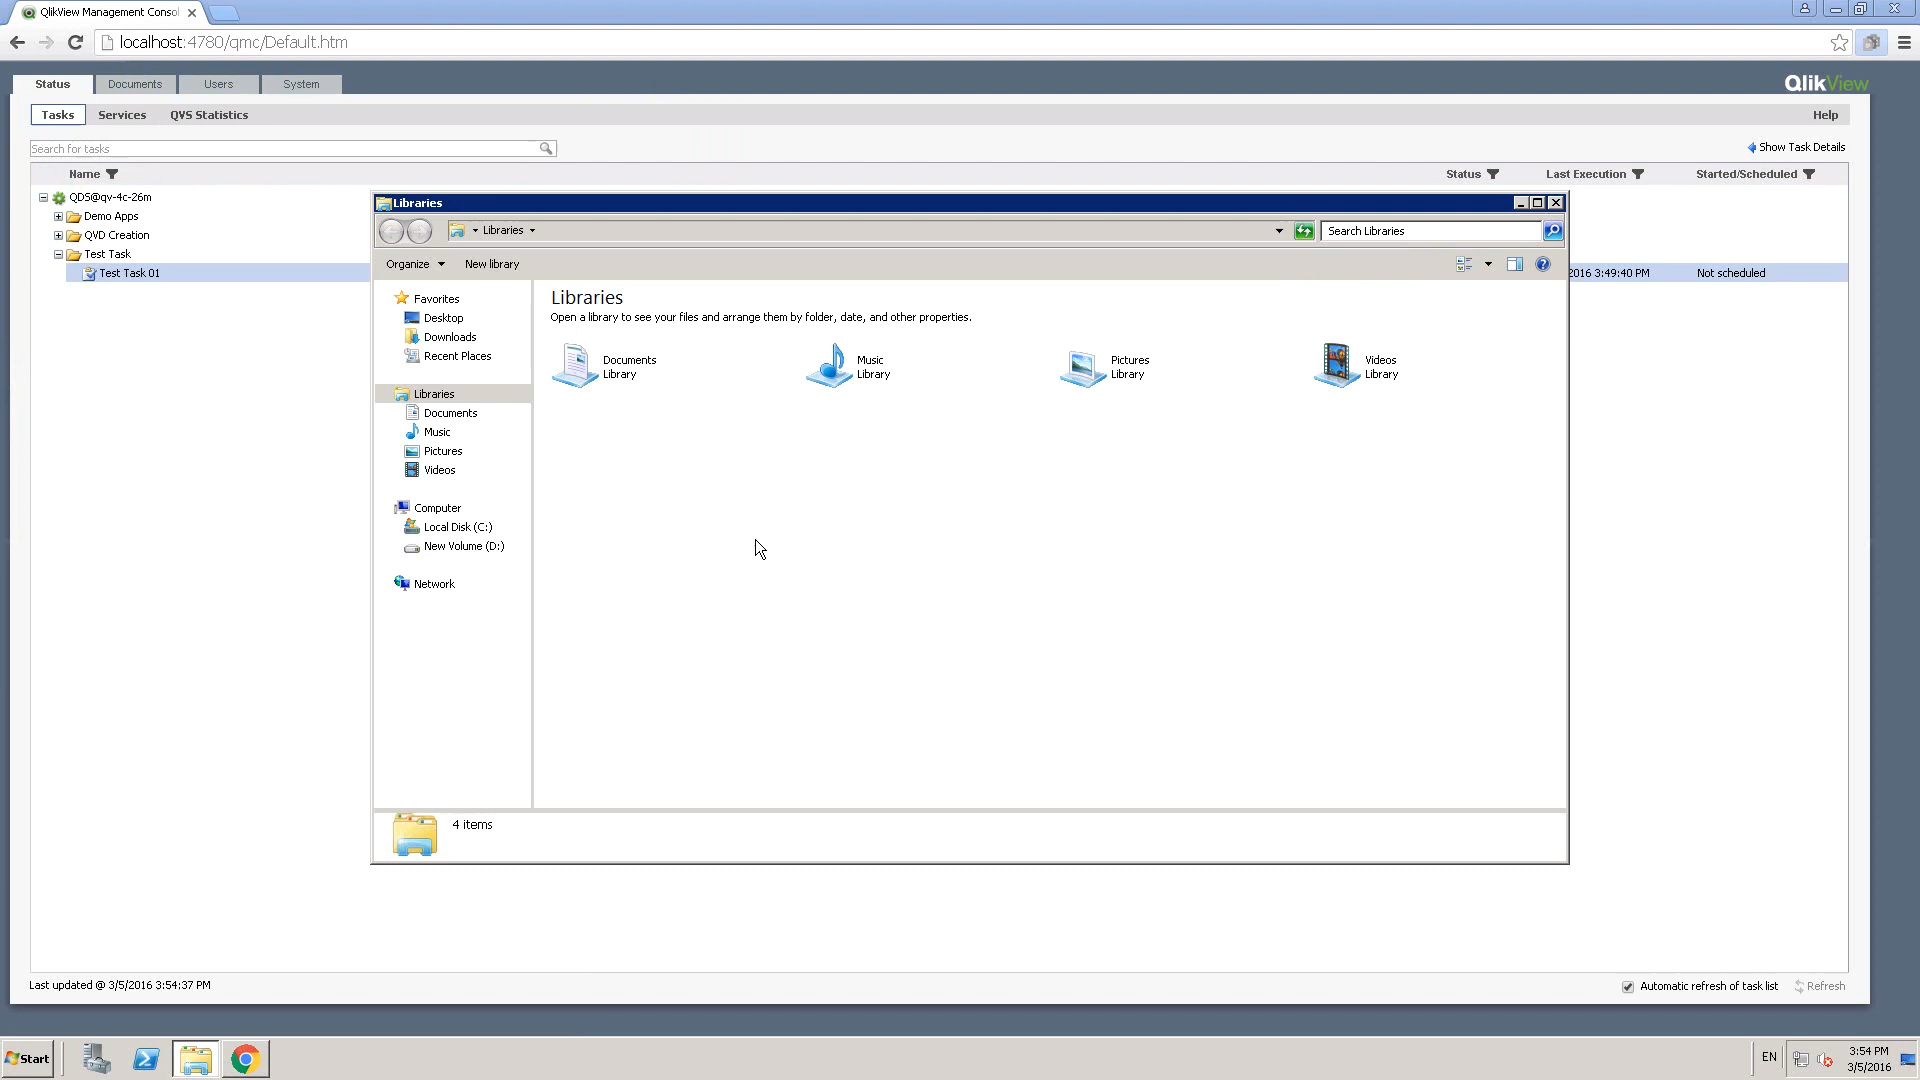 QlikView Management Consol
localhost:4780/qmc/Default.htm
Status
Documents
Users
System
QlikView
Tasks
Services
QVS Statistics
Help
Search for tasks
Show Task Details
Name
Status
Last Execution
Started/Scheduled
QDS@qv-4c-26m
Demo Apps
QVD Creation
Test Task
Test Task 01
2016 3:49:40 PM
Not scheduled
Libraries
Libraries
Search Libraries
Organize
New library
Favorites
Desktop
Downloads
Recent Places
Libraries
Documents
Music
Pictures
Videos
Computer
Local Disk (C:)
New Volume (D:)
Network
Libraries
Open a library to see your files and arrange them by folder, date, and other properties.
Documents
Library
Music
Library
Pictures
Library
Videos
Library
4 items
Last updated @ 3/5/2016 3:54:37 PM
Automatic refresh of task list
Refresh
Start
EN
3:54 PM
3/5/2016